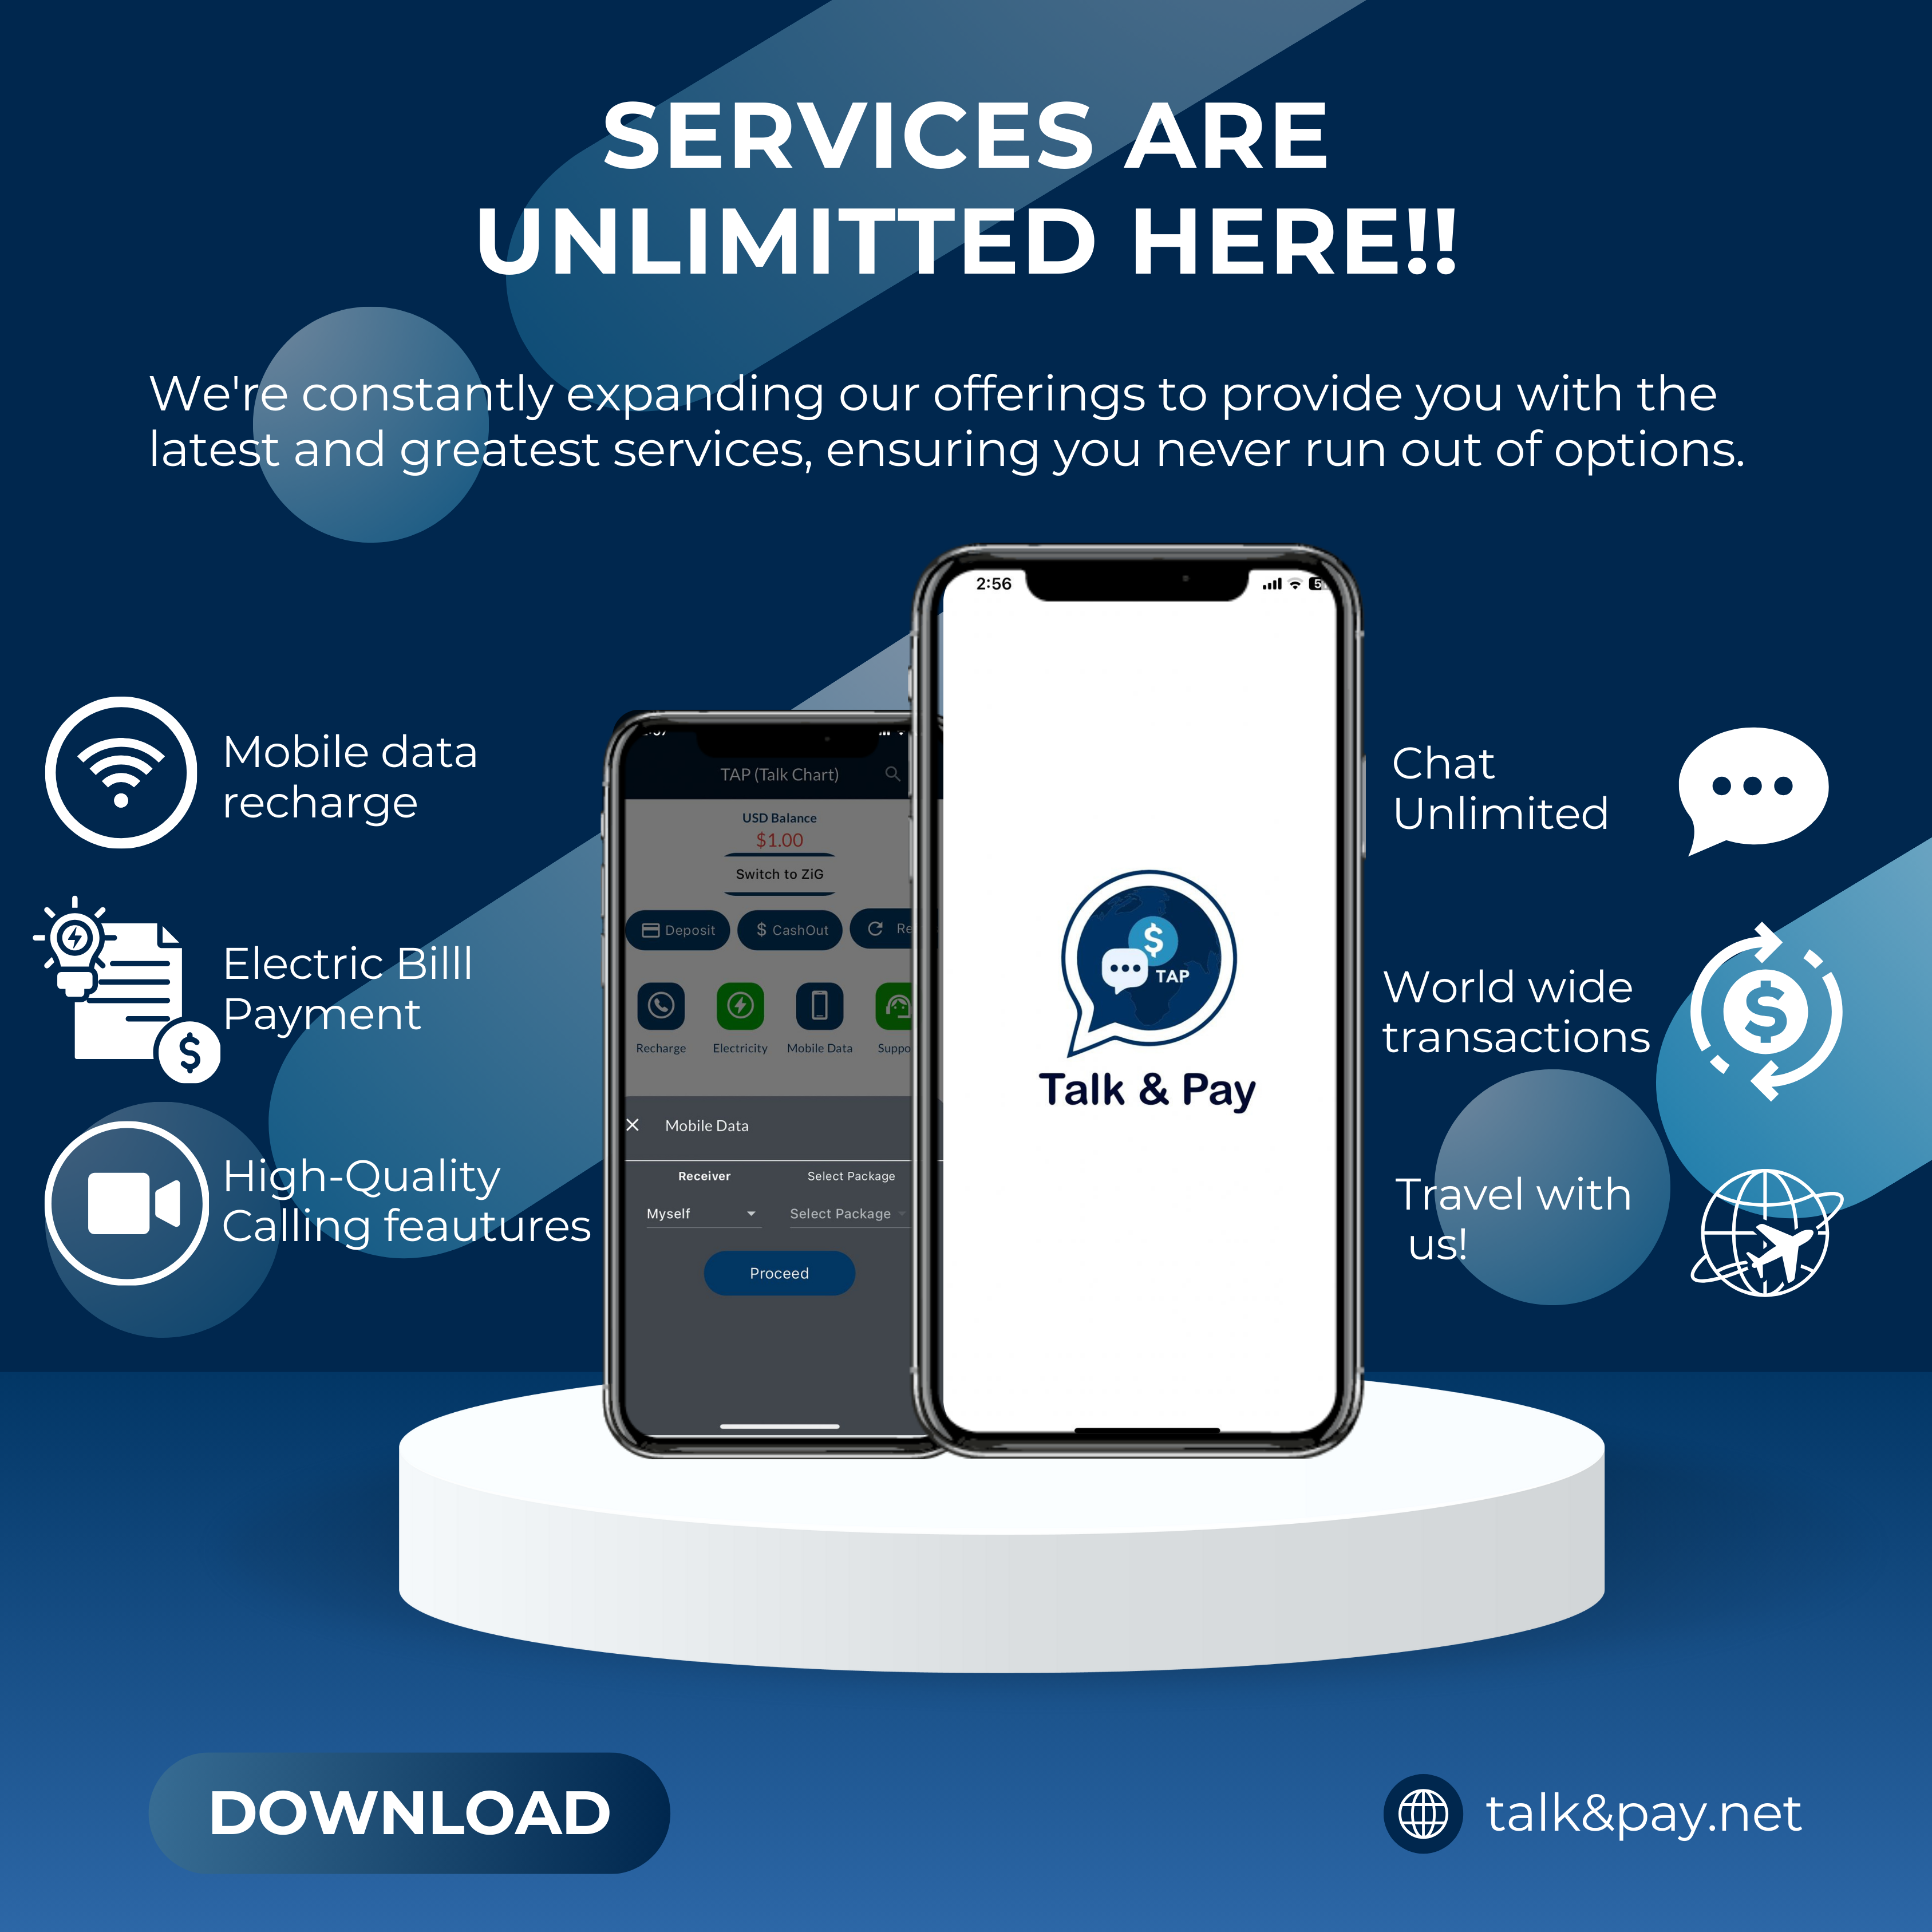 SERVICES ARE
UNLIMITTED HERE!!
We're constantly expanding our offerings to provide you with the
latest and greatest services, ensuring you never run out of options.
Mobile data
recharge
Electric Billl
Payment
High-Quality
Calling feautures
TAP (Talk Chart)
USD Balance
$1.00
Switch to ZiG
Deposit
$ CashOut
Re
Recharge
Electricity
Mobile Data
Suppo
Mobile Data
Receiver
Select Package
Myself
Select Package
Proceed
2:56
$
TAP
Talk & Pay
Chat
Unlimited
World wide
transactions
Travel with
us!
DOWNLOAD
talk&pay.net